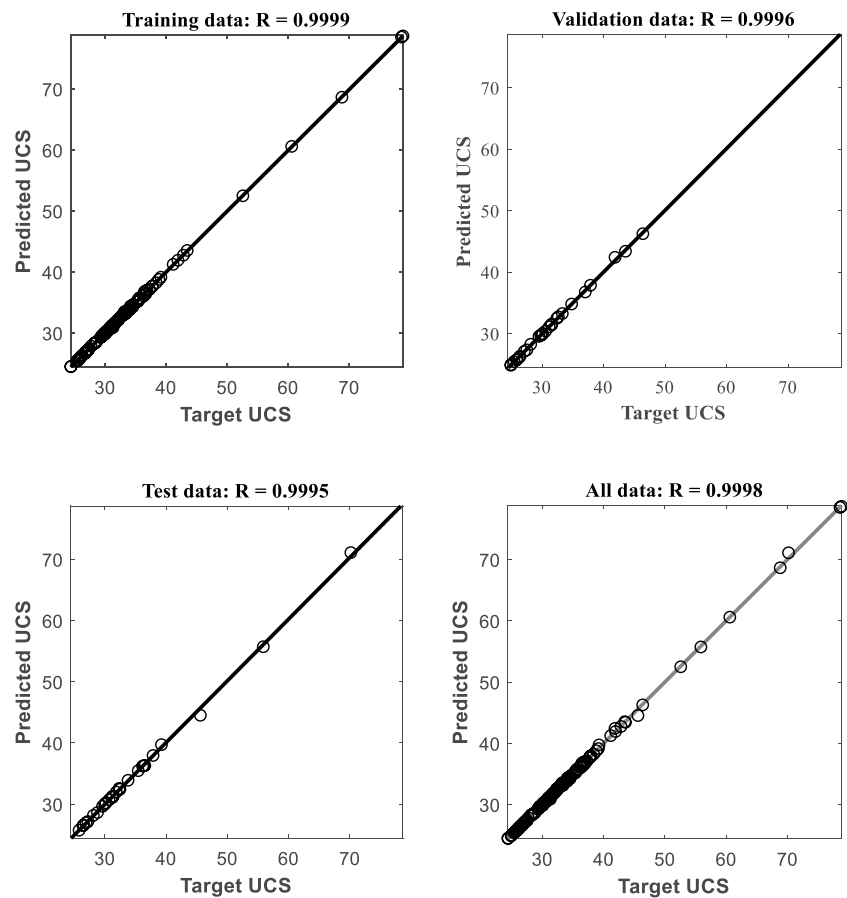 Training data: R = 0.9999
70
60
50
40
30
Predicted UCS
30 40 50 60 70
Target UCS
Validation data: R = 0.9996
70
60
50
40
30
Predicted UCS
30 40 50 60 70
Target UCS
Test data: R = 0.9995
70
60
50
40
30
Predicted UCS
30 40 50 60 70
Target UCS
All data: R = 0.9998
70
60
50
40
30
Predicted UCS
30 40 50 60 70
Target UCS